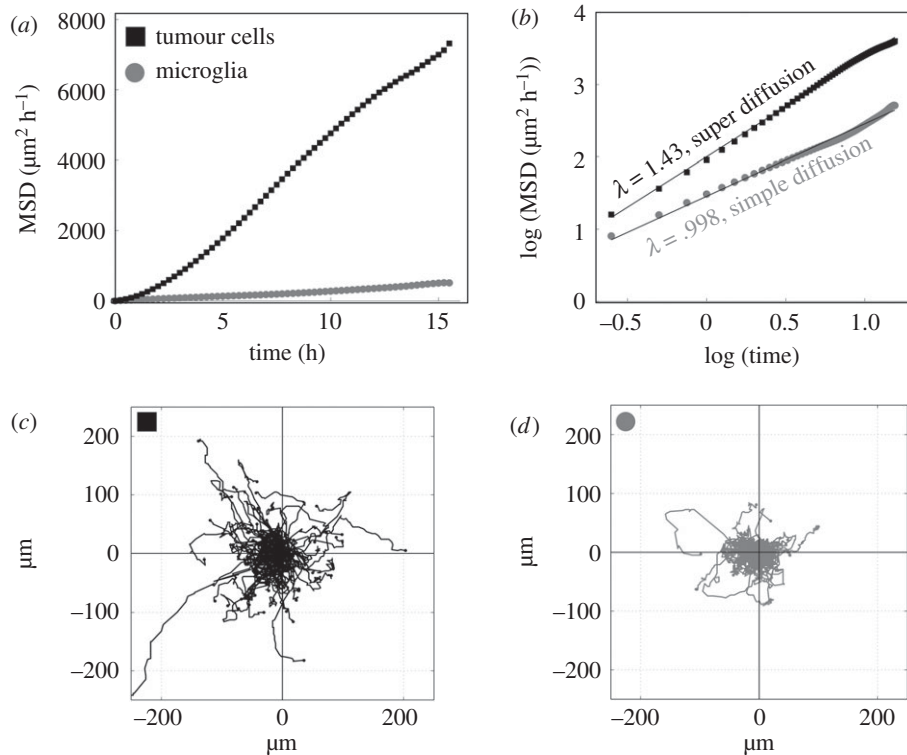 (a)
8000
6000
4000
2000
0
MSD (µm² h⁻¹)
tumour cells
microglia
0 5 10 15
time (h)
(b)
4
3
2
1
0
log (MSD (µm² h⁻¹))
λ = 1.43, super diffusion
λ = .998, simple diffusion
−0.5 0 0.5 1.0
log (time)
(c)
200
100
0
−100
−200
µm
−200 0 200
µm
(d)
200
100
0
−100
−200
µm
−200 0 200
µm